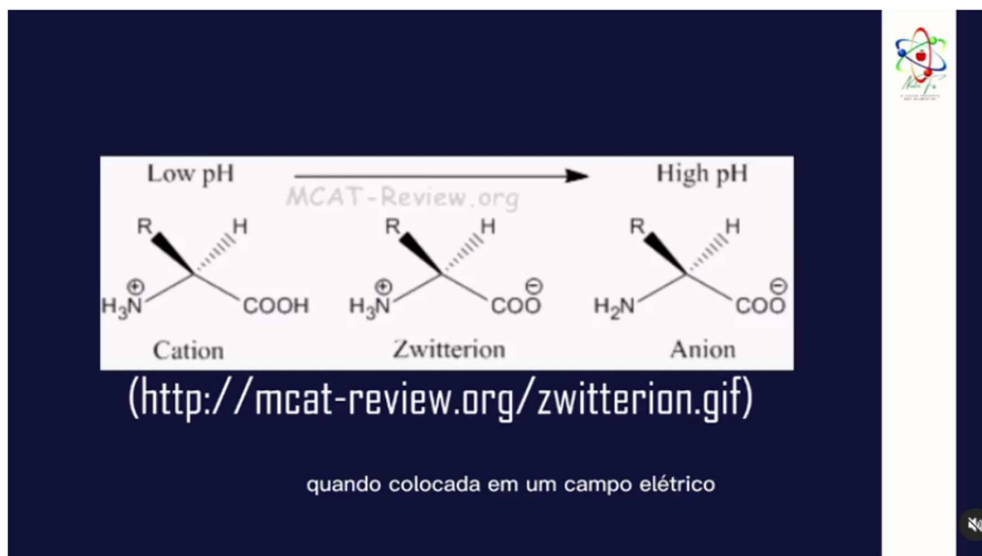 Low pH
High pH
MCAT-Review.org
R
H
R
H
R
H
H₃N⊕
COOH
H₃N⊕
COO⊖
H₂N
COO⊖
Cation
Zwitterion
Anion
(http://mcat-review.org/zwitterion.gif)
quando colocada em um campo elétrico